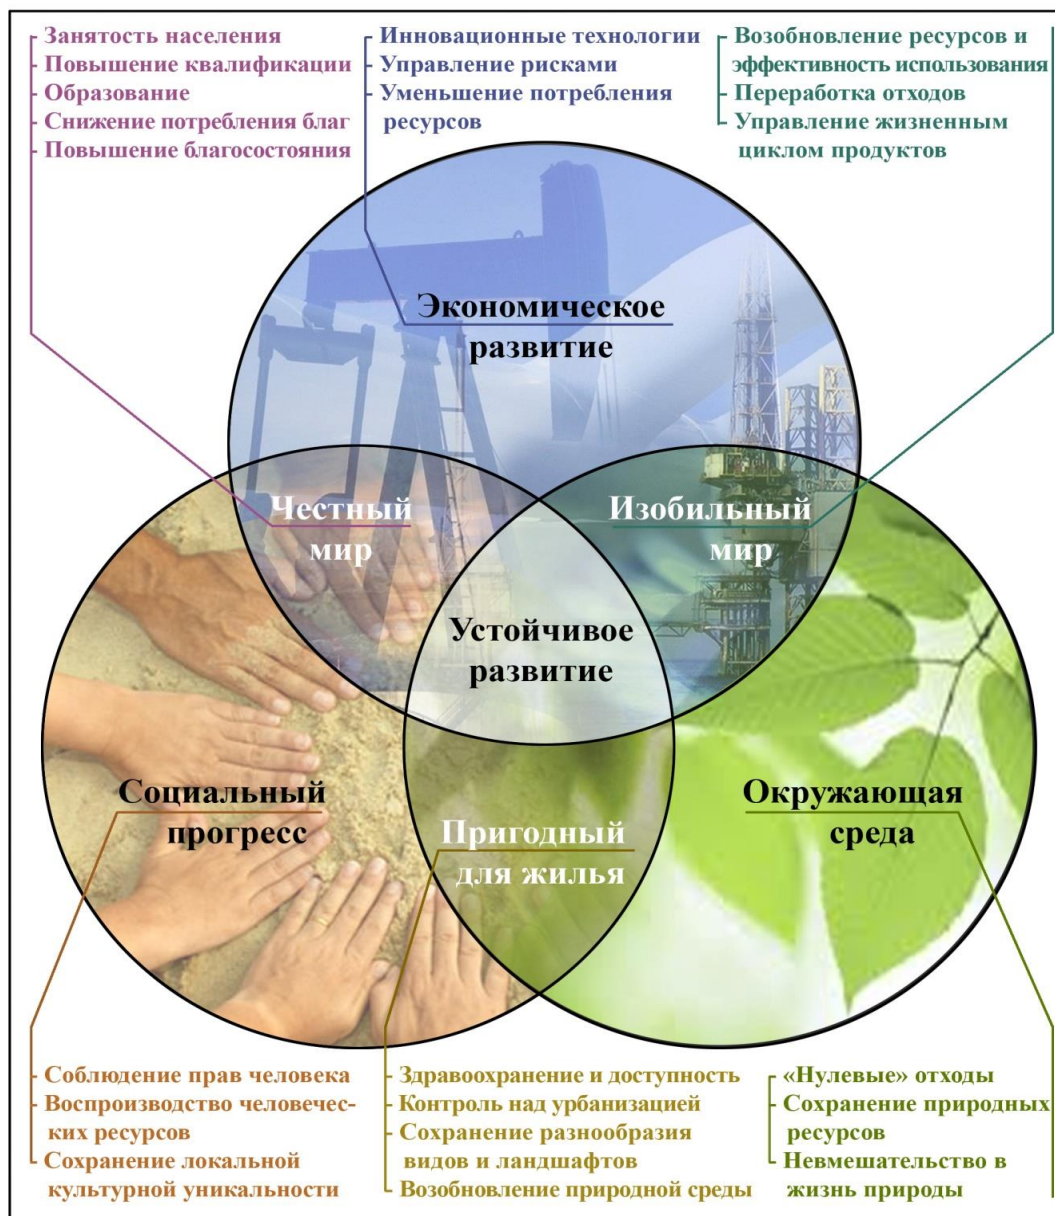 Занятость населения
Повышение квалификации
Образование
Снижение потребления благ
Повышение благосостояния
Инновационные технологии
Управление рисками
Уменьшение потребления
ресурсов
Возобновление ресурсов и
эффективность использования
Переработка отходов
Управление жизненным
циклом продуктов
Экономическое
развитие
Честный
мир
Изобильный
мир
Устойчивое
развитие
Социальный
прогресс
Окружающая
среда
Пригодный
для жилья
Соблюдение прав человека
Воспроизводство человечес-
ких ресурсов
Сохранение локальной
культурной уникальности
Здравоохранение и доступность
Контроль над урбанизацией
Сохранение разнообразия
видов и ландшафтов
Возобновление природной среды
«Нулевые» отходы
Сохранение природных
ресурсов
Невмешательство в
жизнь природы